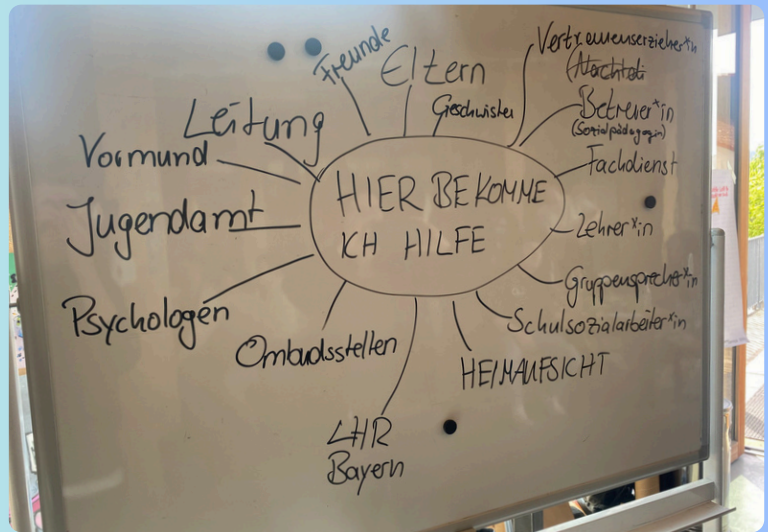 HIER BEKOMME
ICH HILFE
Freunde
Eltern
Geschwister
Vertrauenserzieher*in
(Nachtdi
Betreuer*in
(Sozialpädagogin)
Fachdienst
Lehrer*in
Gruppensprecher*in
Schulsozialarbeiter*in
HEIMAUFSICHT
LHR
Bayern
Ombudsstellen
Psychologen
Jugendamt
Vormund
Leitung